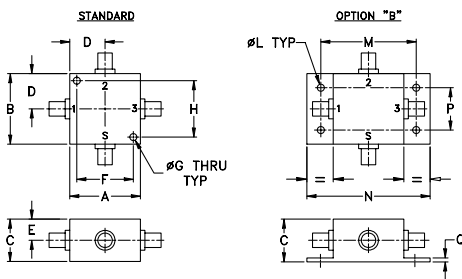 STANDARD
OPTION "B"
D
D
B
2
1
3
S
H
F
A
ØG THRU
TYP
E
C
ØL TYP
M
2
1
3
S
P
=
=
N
C
Q